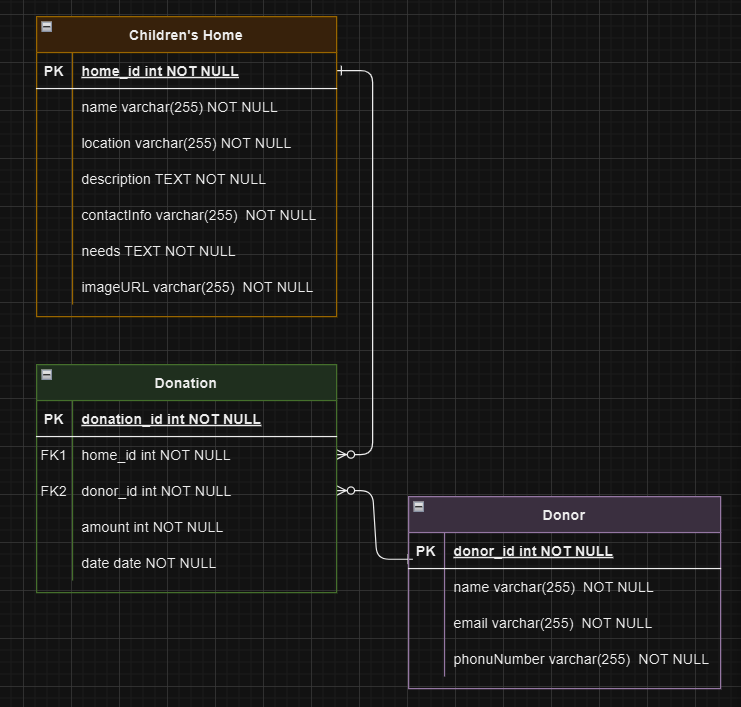 Children's Home
PK home_id int NOT NULL
name varchar(255) NOT NULL
location varchar(255) NOT NULL
description TEXT NOT NULL
contactInfo varchar(255) NOT NULL
needs TEXT NOT NULL
imageURL varchar(255) NOT NULL
Donation
PK donation_id int NOT NULL
FK1 home_id int NOT NULL
FK2 donor_id int NOT NULL
amount int NOT NULL
date date NOT NULL
Donor
PK donor_id int NOT NULL
name varchar(255) NOT NULL
email varchar(255) NOT NULL
phonuNumber varchar(255) NOT NULL